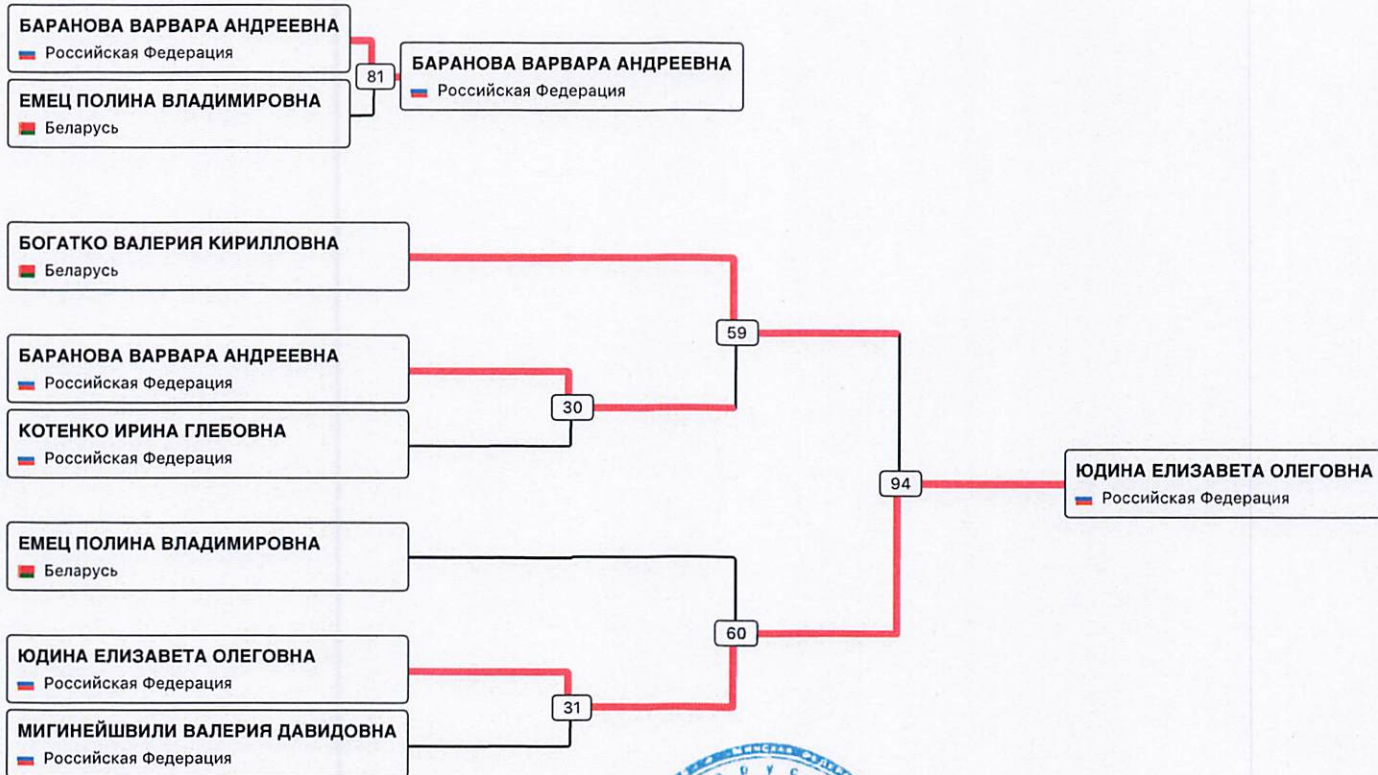 БАРАНОВА ВАРВАРА АНДРЕЕВНА
Российская Федерация
ЕМЕЦ ПОЛИНА ВЛАДИМИРОВНА
Беларусь
81
БАРАНОВА ВАРВАРА АНДРЕЕВНА
Российская Федерация
БОГАТКО ВАЛЕРИЯ КИРИЛЛОВНА
Беларусь
БАРАНОВА ВАРВАРА АНДРЕЕВНА
Российская Федерация
КОТЕНКО ИРИНА ГЛЕБОВНА
Российская Федерация
30
59
ЕМЕЦ ПОЛИНА ВЛАДИМИРОВНА
Беларусь
ЮДИНА ЕЛИЗАВЕТА ОЛЕГОВНА
Российская Федерация
МИГИНЕЙШВИЛИ ВАЛЕРИЯ ДАВИДОВНА
Российская Федерация
31
60
94
ЮДИНА ЕЛИЗАВЕТА ОЛЕГОВНА
Российская Федерация